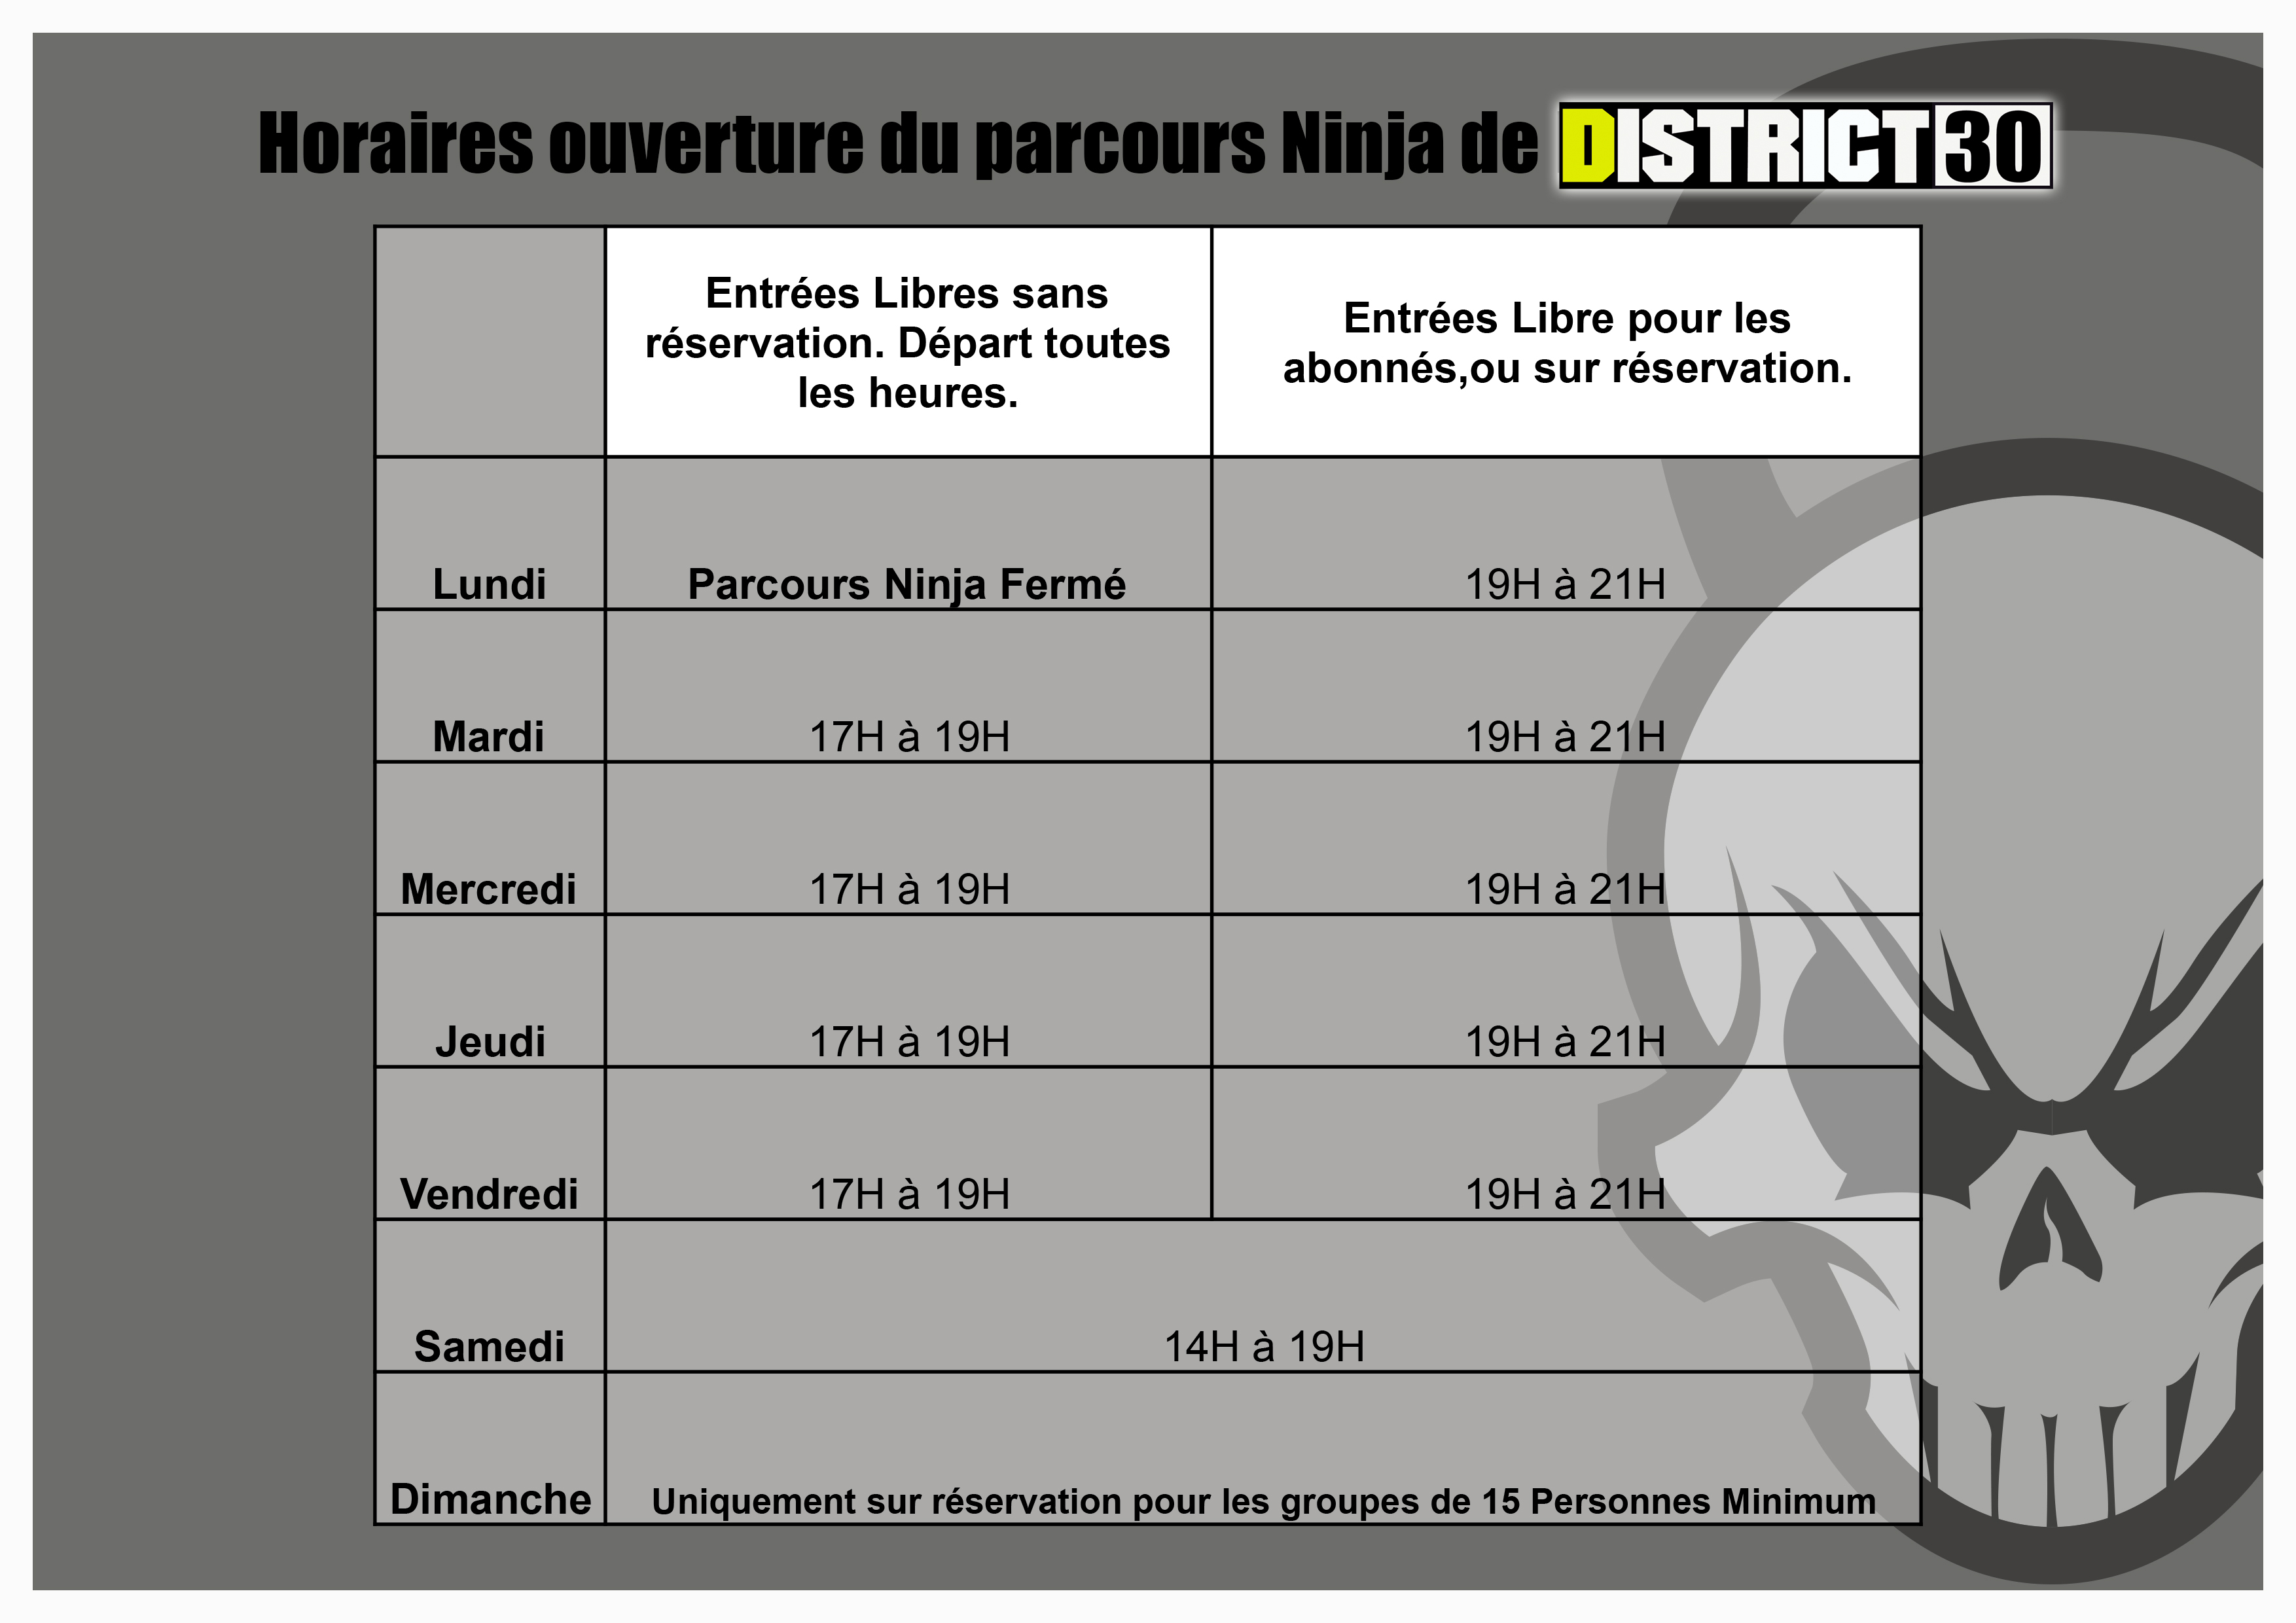 Horaires ouverture du parcours Ninja de DISTRICT30
Entrées Libres sans
réservation. Départ toutes
les heures.
Entrées Libre pour les
abonnés,ou sur réservation.
Lundi Parcours Ninja Fermé 19H à 21H
Mardi 17H à 19H 19H à 21H
Mercredi 17H à 19H 19H à 21H
Jeudi 17H à 19H 19H à 21H
Vendredi 17H à 19H 19H à 21H
Samedi 14H à 19H
Dimanche Uniquement sur réservation pour les groupes de 15 Personnes Minimum